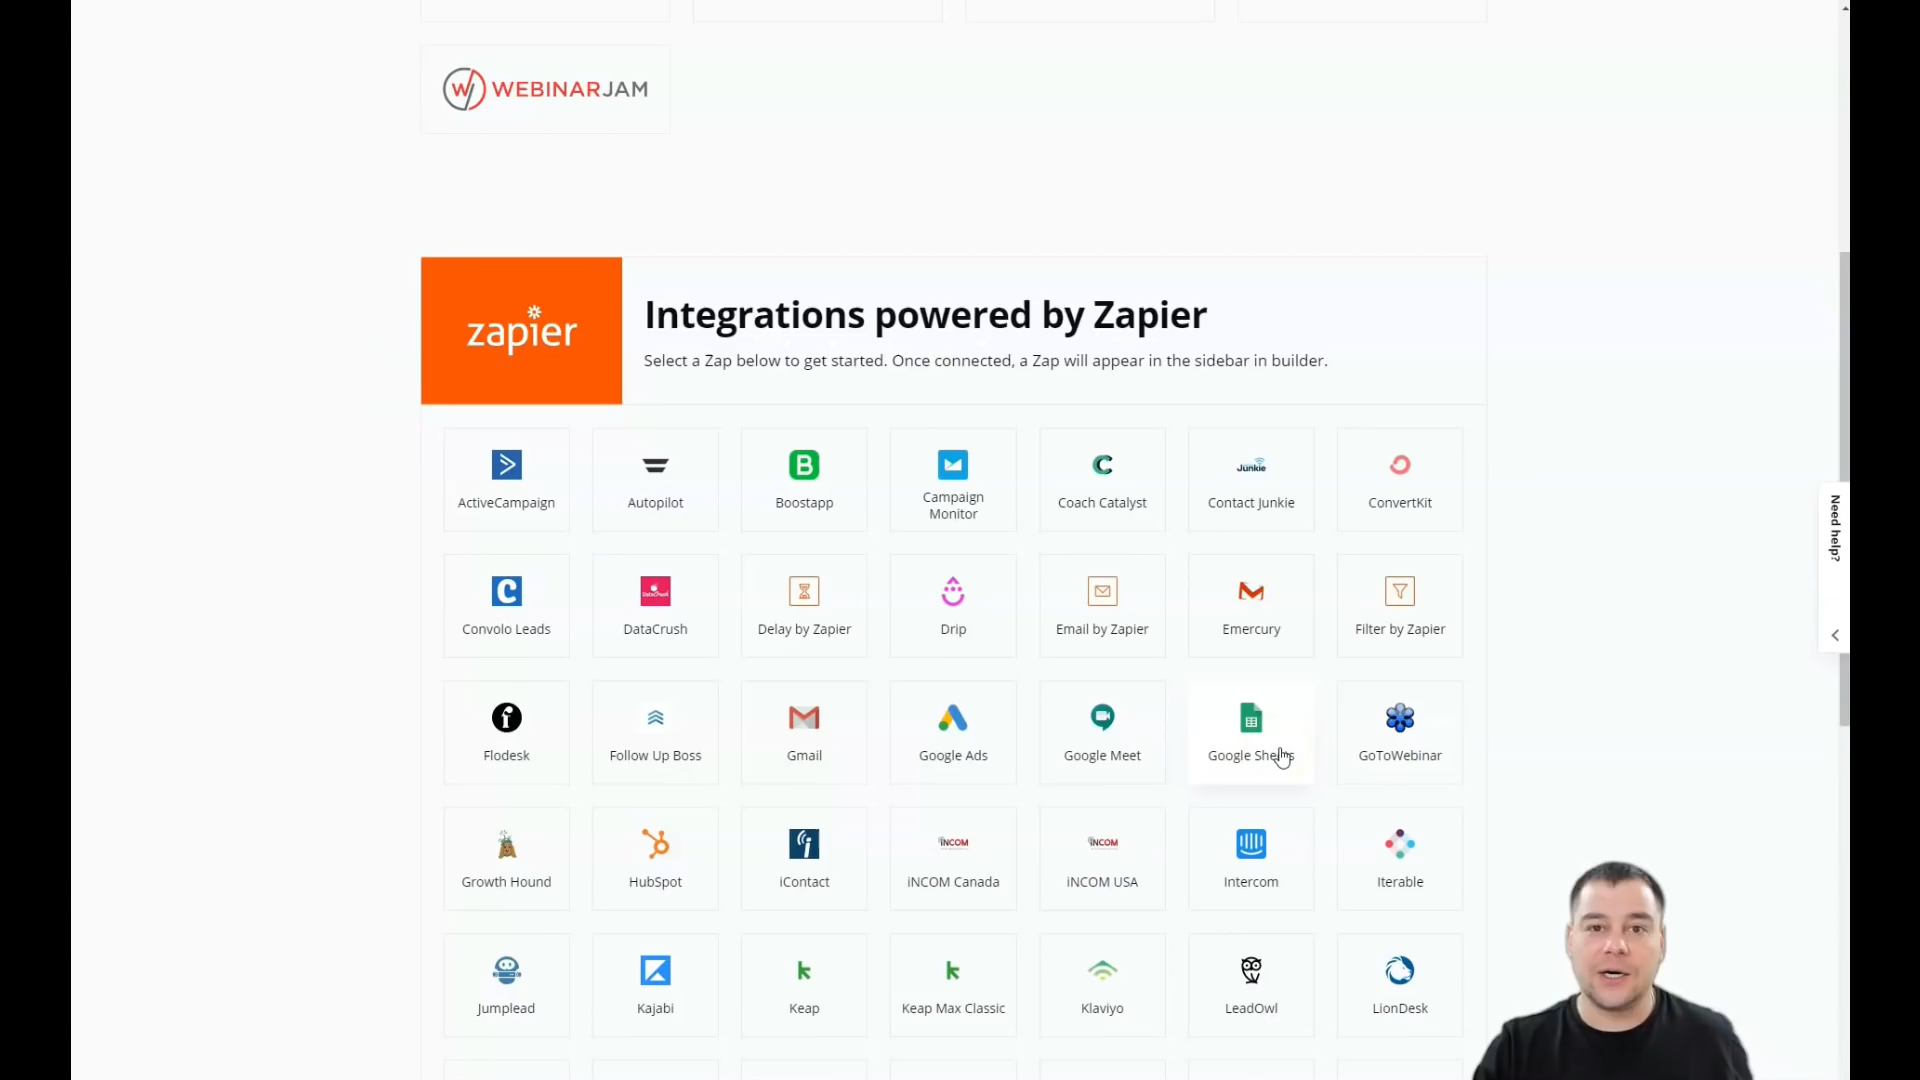 WEBINARJAM
zapier
Integrations powered by Zapier
Select a Zap below to get started. Once connected, a Zap will appear in the sidebar in builder.
ActiveCampaign
Autopilot
Boostapp
Campaign
Monitor
Coach Catalyst
Junkie
Contact Junkie
ConvertKit
Convolo Leads
DataCrush
DataCrush
Delay by Zapier
Drip
Email by Zapier
Emercury
Filter by Zapier
Flodesk
Follow Up Boss
Gmail
Google Ads
Google Meet
Google Sheets
GoToWebinar
Growth Hound
HubSpot
iContact
iNCOM
iNCOM Canada
iNCOM
iNCOM USA
Intercom
Iterable
Jumplead
Kajabi
Keap
Keap Max Classic
Klaviyo
LeadOwl
LionDesk
Need help?